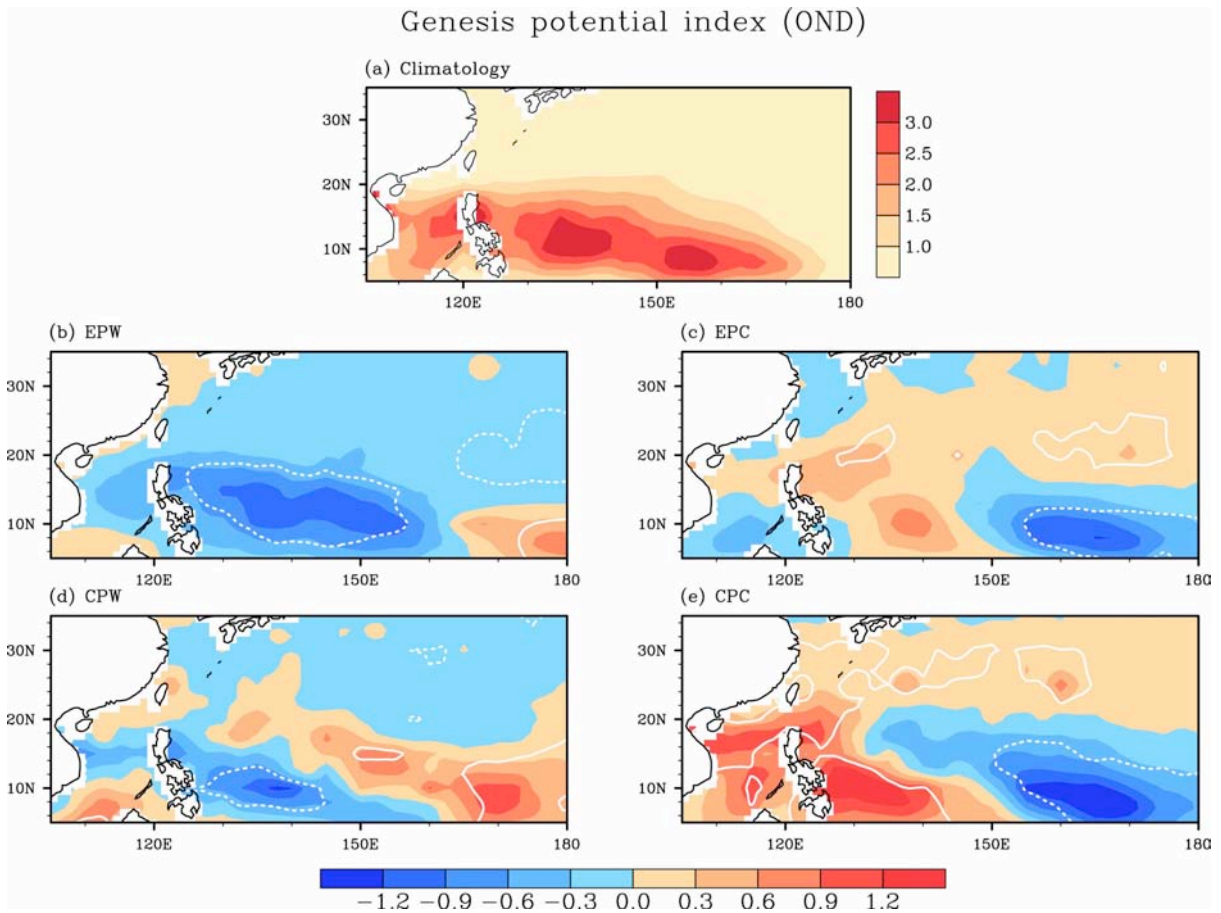 Genesis potential index (OND)
(a) Climatology
30N
20N
10N
120E 150E 180
3.0
2.5
2.0
1.5
1.0
(b) EPW
30N
20N
10N
120E 150E 180
(c) EPC
30N
20N
10N
120E 150E 180
(d) CPW
30N
20N
10N
120E 150E 180
(e) CPC
30N
20N
10N
120E 150E 180
−1.2 −0.9 −0.6 −0.3 0.0 0.3 0.6 0.9 1.2